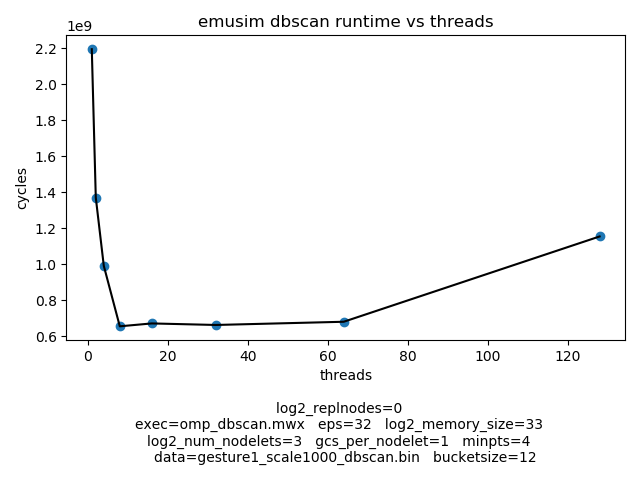 emusim dbscan runtime vs threads
1e9
2.2
2.0
1.8
1.6
1.4
1.2
1.0
0.8
0.6
cycles
0 20 40 60 80 100 120
threads
log2_replnodes=0
exec=omp_dbscan.mwx eps=32 log2_memory_size=33
log2_num_nodelets=3 gcs_per_nodelet=1 minpts=4
data=gesture1_scale1000_dbscan.bin bucketsize=12